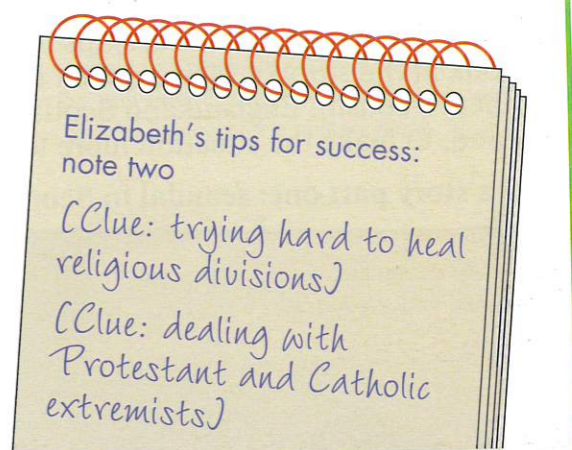 Elizabeth's tips for success:
note two
(Clue: trying hard to heal
religious divisions)
(Clue: dealing with
Protestant and Catholic
extremists)